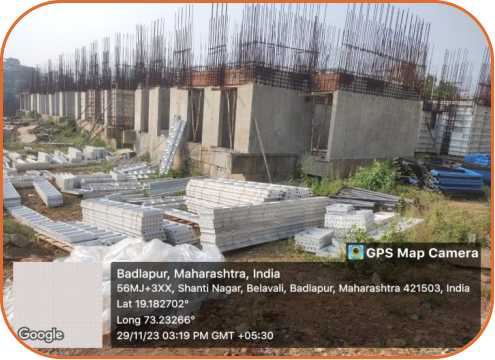 GPS Map Camera
Badlapur, Maharashtra, India
56MJ+3XX, Shanti Nagar, Belavali, Badlapur, Maharashtra 421503, India
Lat 19.182702°
Long 73.23266°
29/11/23 03:19 PM GMT +05:30
Google